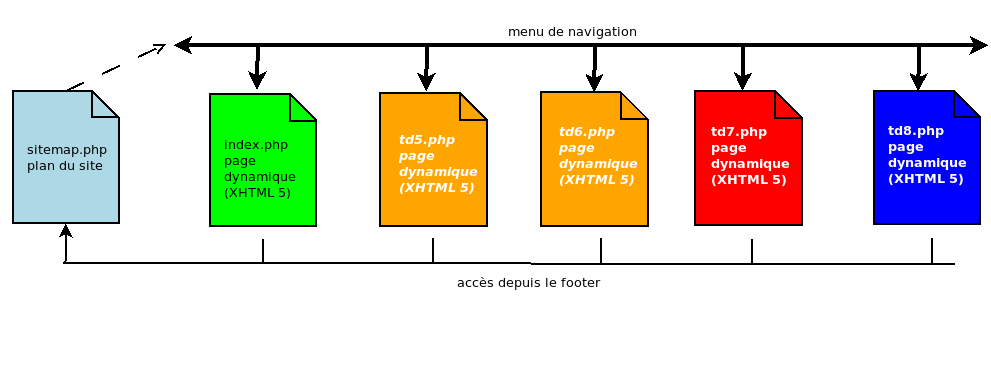 menu de navigation
sitemap.php
plan du site
index.php
page
dynamique
(XHTML 5)
td5.php
page
dynamique
(XHTML 5)
td6.php
page
dynamique
(XHTML 5)
td7.php
page
dynamique
(XHTML 5)
td8.php
page
dynamique
(XHTML 5)
accès depuis le footer